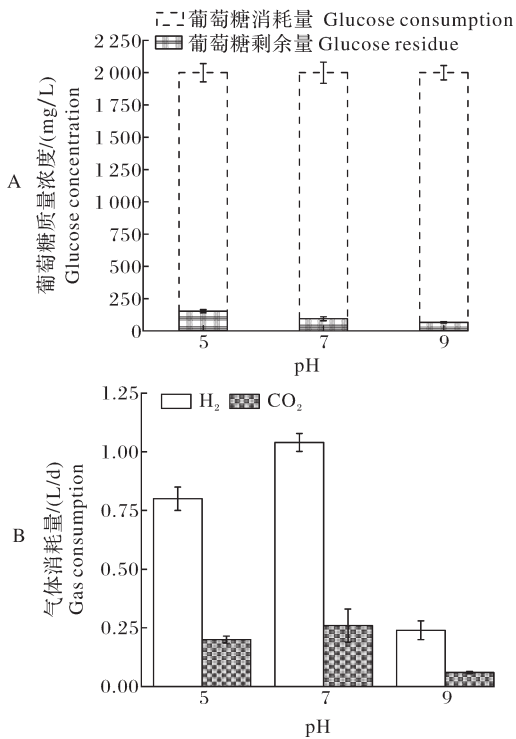 葡萄糖消耗量 Glucose consumption
葡萄糖剩余量 Glucose residue
2 250
2 000
1 750
1 500
1 250
1 000
750
500
250
0
A
葡萄糖质量浓度/(mg/L)
Glucose concentration
5 7 9
pH
H₂ CO₂
1.25
1.00
0.75
0.50
0.25
0.00
B
气体消耗量/(L/d)
Gas consumption
5 7 9
pH